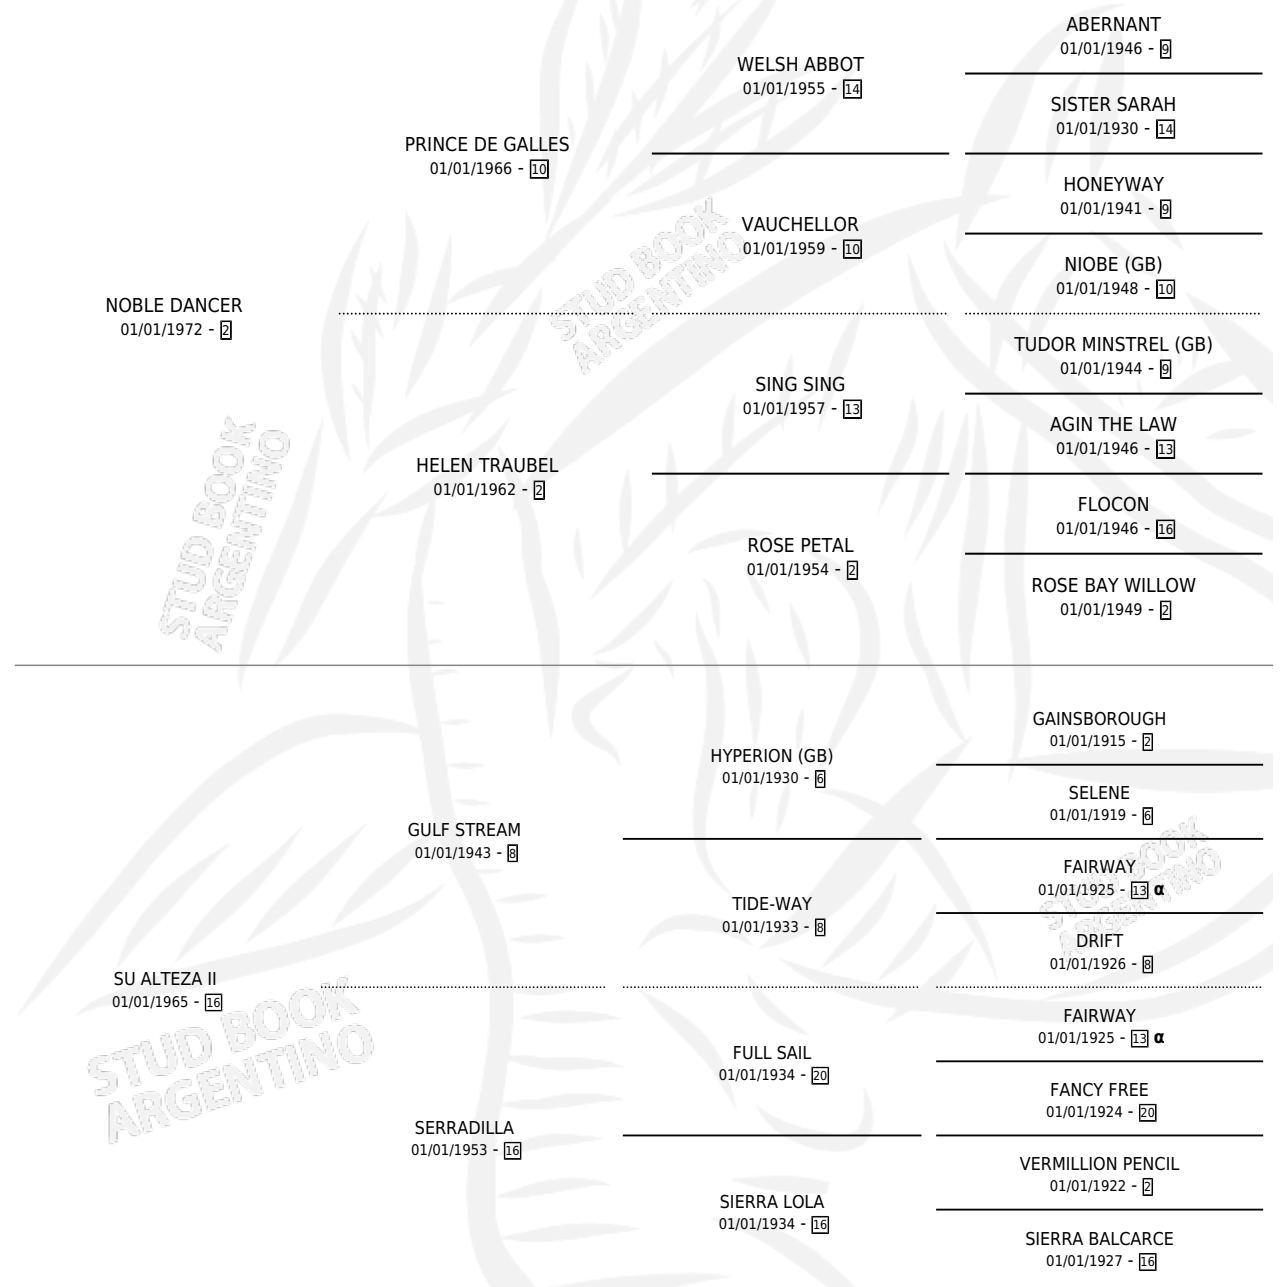 ABERNANT
01/01/1946 - 9
WELSH ABBOT
01/01/1955 - 14
SISTER SARAH
01/01/1930 - 14
PRINCE DE GALLES
01/01/1966 - 10
HONEYWAY
01/01/1941 - 9
VAUCHELLOR
01/01/1959 - 10
NIOBE (GB)
01/01/1948 - 10
NOBLE DANCER
01/01/1972 - 2
TUDOR MINSTREL (GB)
01/01/1944 - 9
SING SING
01/01/1957 - 13
AGIN THE LAW
01/01/1946 - 13
HELEN TRAUBEL
01/01/1962 - 2
FLOCON
01/01/1946 - 16
ROSE PETAL
01/01/1954 - 2
ROSE BAY WILLOW
01/01/1949 - 2
STUD BOOK
ARGENTINO
STUD BOOK
ARGENTINO
GAINSBOROUGH
01/01/1915 - 2
HYPERION (GB)
01/01/1930 - 6
SELENE
01/01/1919 - 6
GULF STREAM
01/01/1943 - 8
FAIRWAY
01/01/1925 - 13 α
TIDE-WAY
01/01/1933 - 8
DRIFT
01/01/1926 - 8
STUD BOOK
ARGENTINO
SU ALTEZA II
01/01/1965 - 16
FAIRWAY
01/01/1925 - 13 α
FULL SAIL
01/01/1934 - 20
FANCY FREE
01/01/1924 - 20
SERRADILLA
01/01/1953 - 16
VERMILLION PENCIL
01/01/1922 - 2
SIERRA LOLA
01/01/1934 - 16
SIERRA BALCARCE
01/01/1927 - 16
STUD BOOK
ARGENTINO